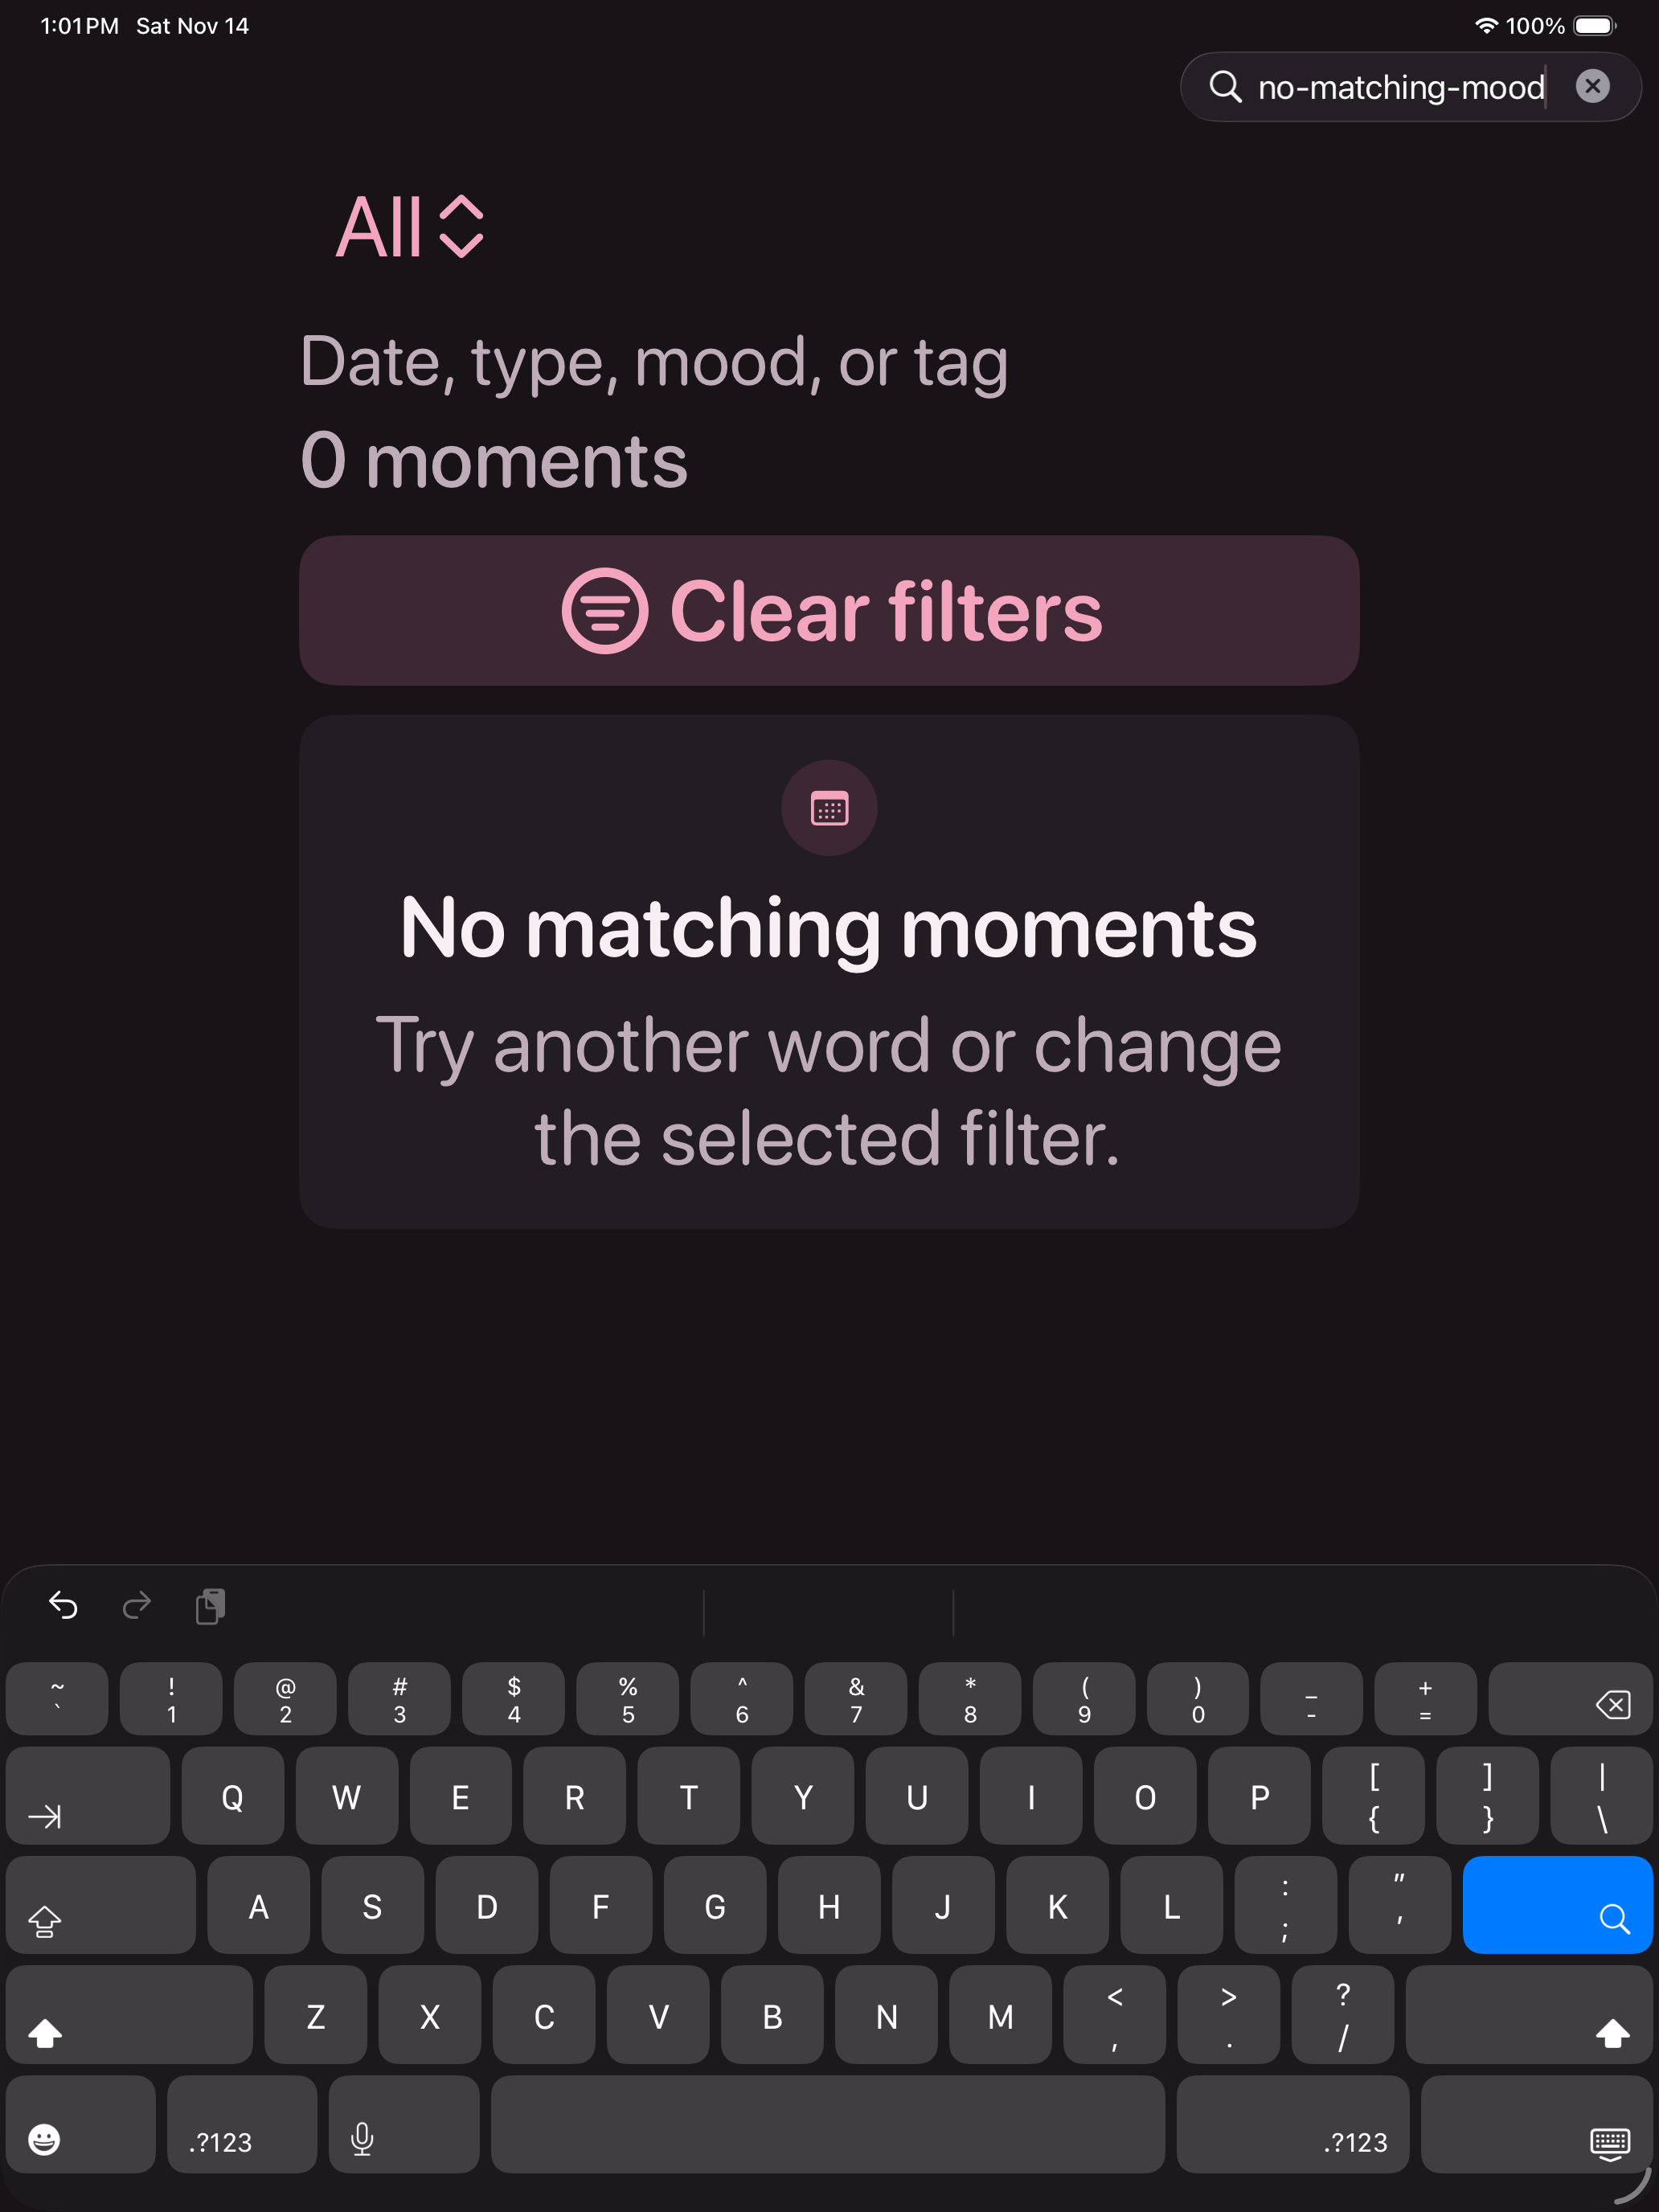 1:01 PM Sat Nov 14
100%
no-matching-mood
All
Date, type, mood, or tag
0 moments
Clear filters
No matching moments
Try another word or change
the selected filter.
~ ! @ # $ % ^ & * ( ) _ +
` 1 2 3 4 5 6 7 8 9 0 - =
Q W E R T Y U I O P [ ] |
{ } \
A S D F G H J K L : "
; '
Z X C V B N M < > ?
, . /
.?123 .?123